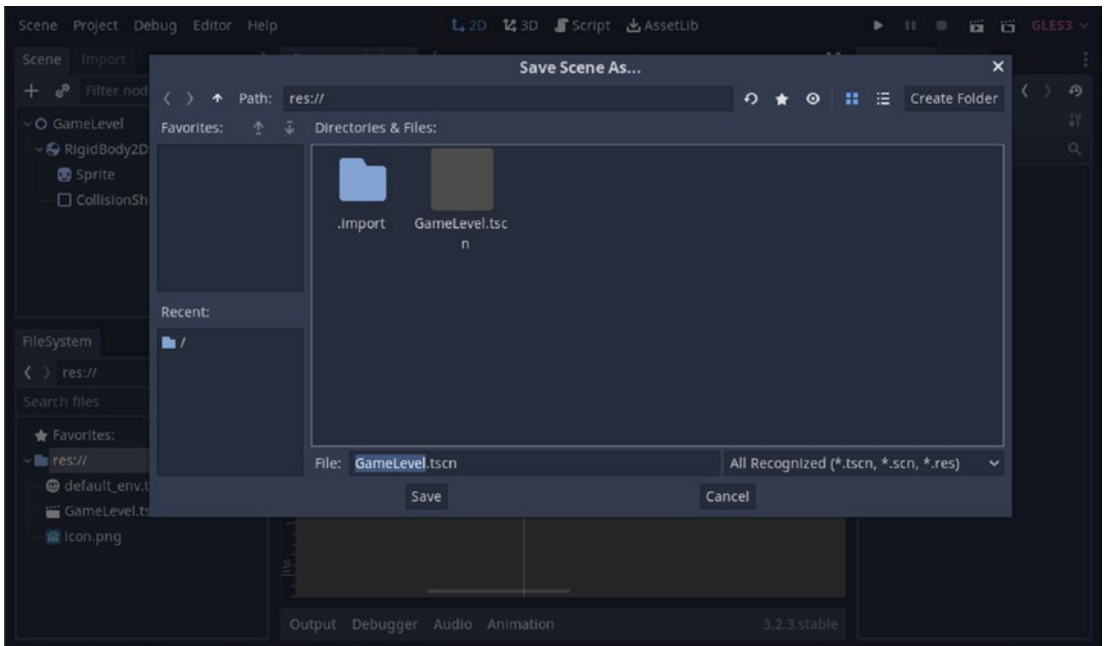 Scene Project Debug Editor Help 2D 3D Script AssetLib GLES3
Scene Import
Filter nod
GameLevel
RigidBody2D
Sprite
CollisionSh
Save Scene As...
Path: res:// Create Folder
Favorites: Directories & Files:
.import
GameLevel.tsc
n
Recent:
/
File: GameLevel.tscn All Recognized (*.tscn, *.scn, *.res)
Save Cancel
FileSystem
res://
Search files
Favorites:
res://
default_env.t
GameLevel.ts
icon.png
150
Output Debugger Audio Animation 3.2.3.stable